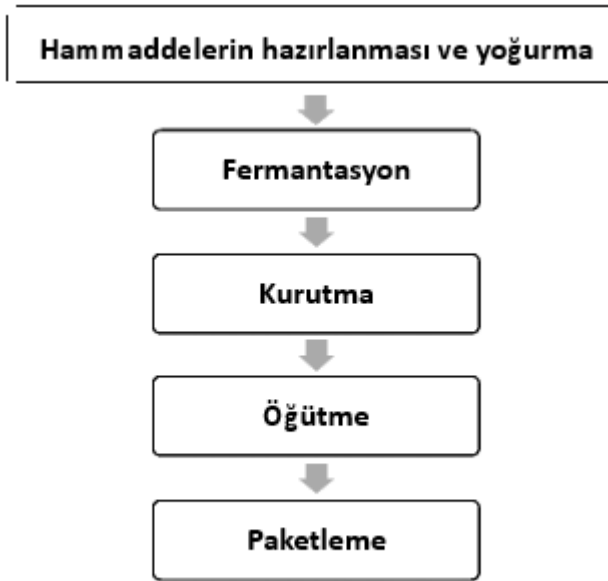 Hammaddelerin hazırlanması ve yoğurma
Fermantasyon
Kurutma
Öğütme
Paketleme